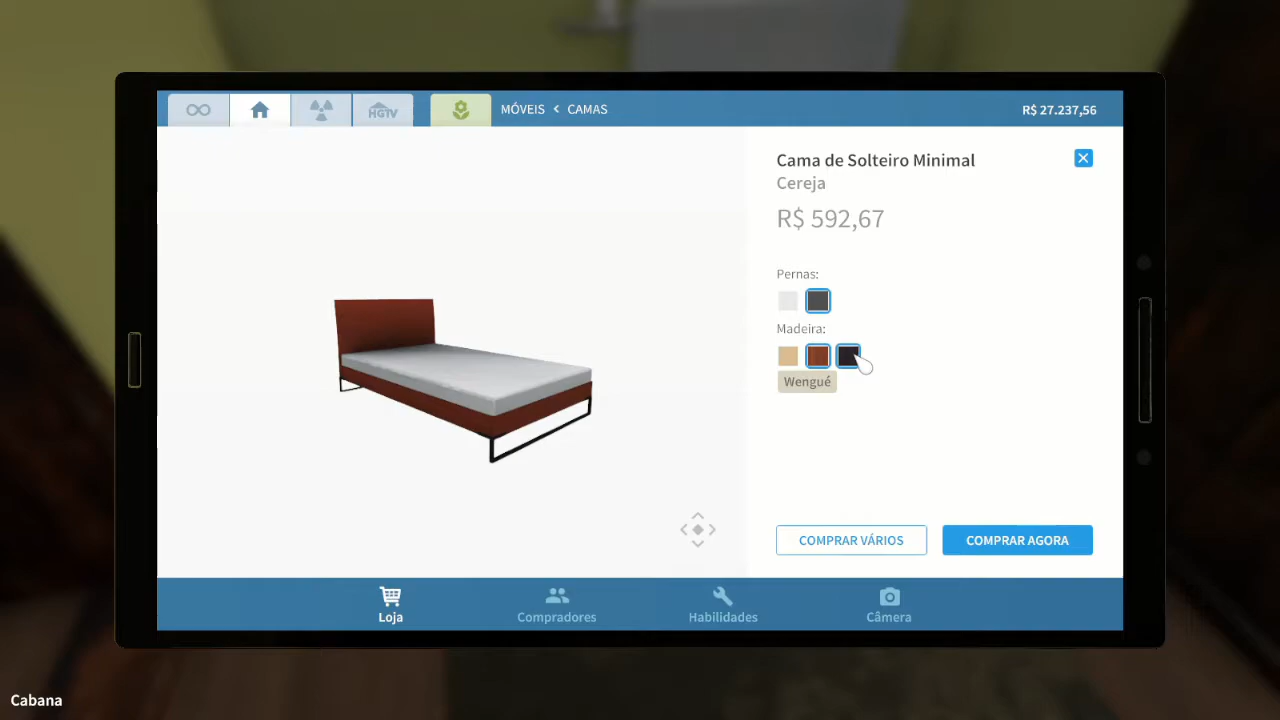 HGTV
MÓVEIS < CAMAS
R$ 27.237,56
Cama de Solteiro Minimal
Cereja
R$ 592,67
Pernas:
Madeira:
Wengué
COMPRAR VÁRIOS
COMPRAR AGORA
Loja
Compradores
Habilidades
Câmera
Cabana